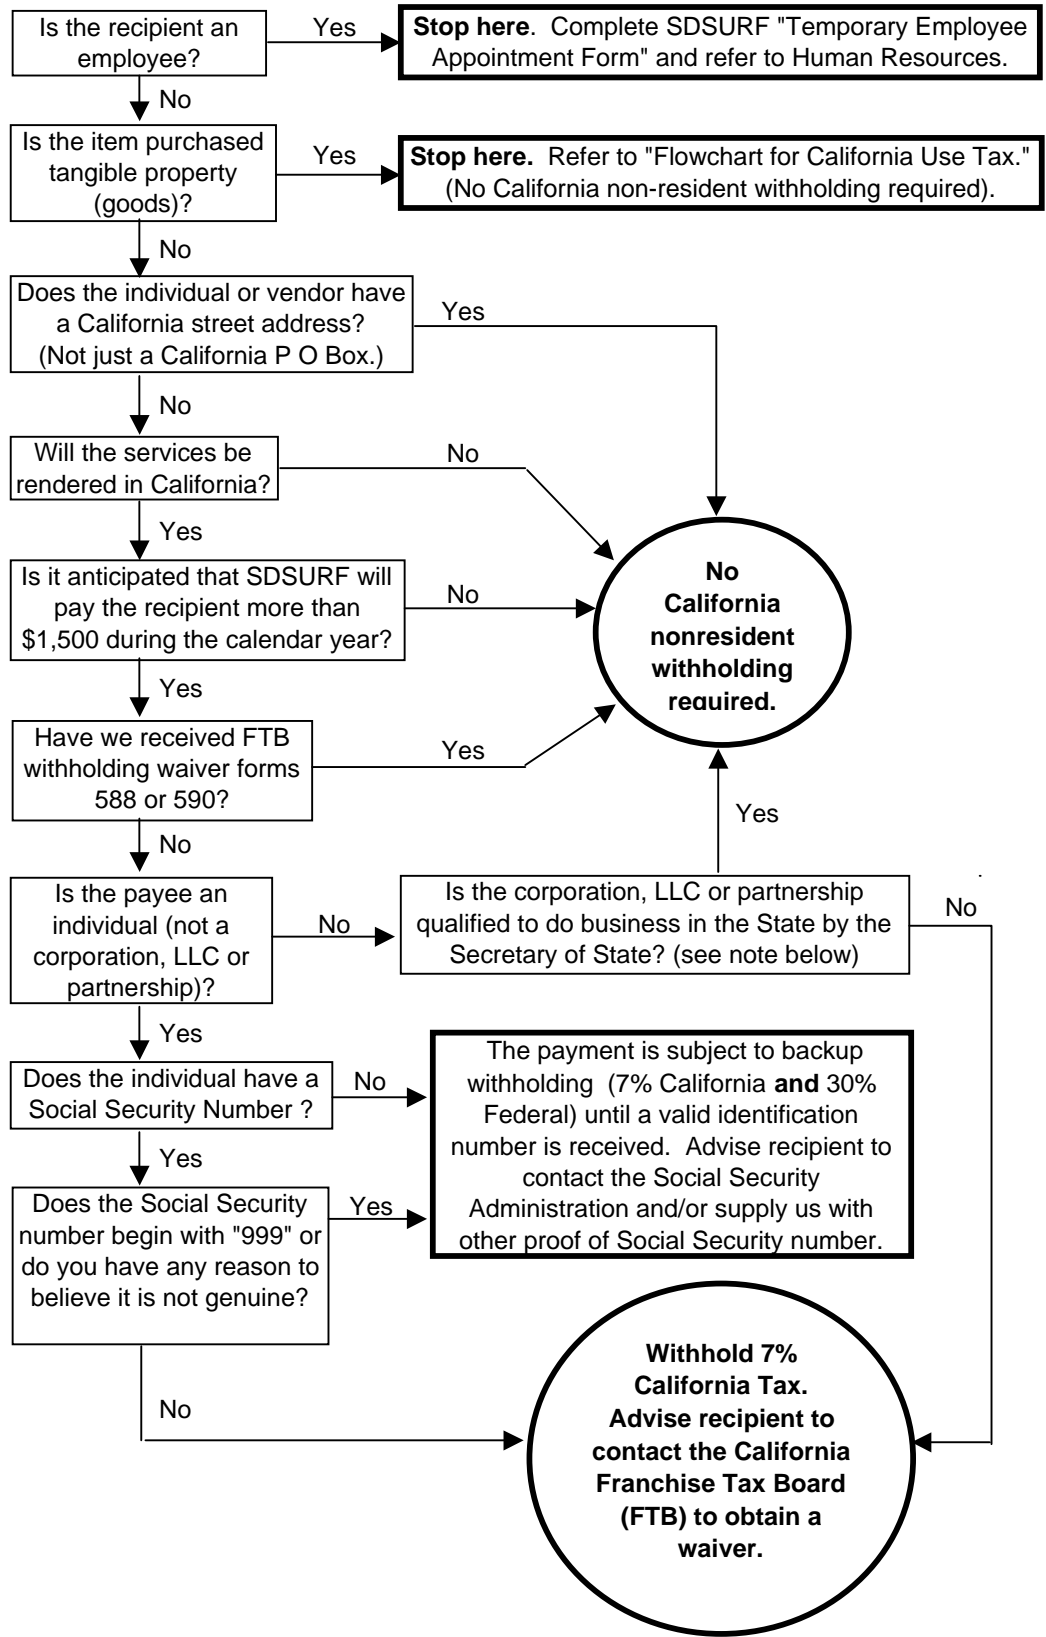 Is the recipient an
employee?
Yes
Stop here.  Complete SDSURF "Temporary Employee
Appointment Form" and refer to Human Resources.
No
Is the item purchased
tangible property
(goods)?
Yes
Stop here.  Refer to "Flowchart for California Use Tax."
(No California non-resident withholding required).
No
Does the individual or vendor have
a California street address?
(Not just a California P O Box.)
Yes
No
Will the services be
rendered in California?
No
Yes
Is it anticipated that SDSURF will
pay the recipient more than
$1,500 during the calendar year?
No
No
California
nonresident
withholding
required.
Yes
Have we received FTB
withholding waiver forms
588 or 590?
Yes
Yes
No
Is the payee an
individual (not a
corporation, LLC or
partnership)?
No
Is the corporation, LLC or partnership
qualified to do business in the State by the
Secretary of State? (see note below)
No
Yes
Does the individual have a
Social Security Number ?
No
The payment is subject to backup
withholding  (7% California and 30%
Federal) until a valid identification
number is received.  Advise recipient to
contact the Social Security
Administration and/or supply us with
other proof of Social Security number.
Yes
Does the Social Security
number begin with "999" or
do you have any reason to
believe it is not genuine?
Yes
No
Withhold 7%
California Tax.
Advise recipient to
contact the California
Franchise Tax Board
(FTB) to obtain a
waiver.